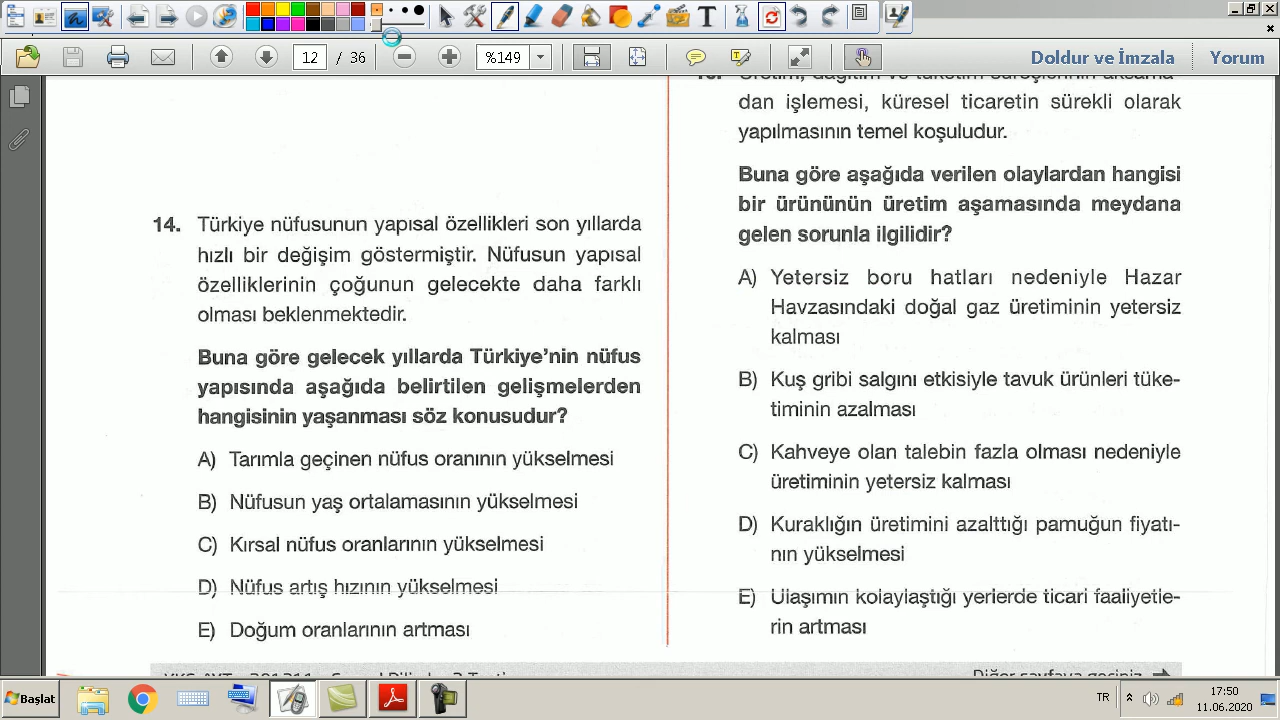 12 / 36
%149
Doldur ve İmzala
Yorum
14. Türkiye nüfusunun yapısal özellikleri son yıllarda
hızlı bir değişim göstermiştir. Nüfusun yapısal
özelliklerinin çoğunun gelecekte daha farklı
olması beklenmektedir.
Buna göre gelecek yıllarda Türkiye'nin nüfus
yapısında aşağıda belirtilen gelişmelerden
hangisinin yaşanması söz konusudur?
A) Tarımla geçinen nüfus oranının yükselmesi
B) Nüfusun yaş ortalamasının yükselmesi
C) Kırsal nüfus oranlarının yükselmesi
D) Nüfus artış hızının yükselmesi
E) Doğum oranlarının artması
dan işlemesi, küresel ticaretin sürekli olarak
yapılmasının temel koşuludur.
Buna göre aşağıda verilen olaylardan hangisi
bir ürününün üretim aşamasında meydana
gelen sorunla ilgilidir?
A) Yetersiz boru hatları nedeniyle Hazar
Havzasındaki doğal gaz üretiminin yetersiz
kalması
B) Kuş gribi salgını etkisiyle tavuk ürünleri tüke-
timinin azalması
C) Kahveye olan talebin fazla olması nedeniyle
üretiminin yetersiz kalması
D) Kuraklığın üretimini azalttığı pamuğun fiyatı-
nın yükselmesi
E) Ulaşımın kolaylaştığı yerlerde ticari faaliyetle-
rin artması
Diğer sayfaya geçiniz
Başlat
TR
17:50
11.06.2020